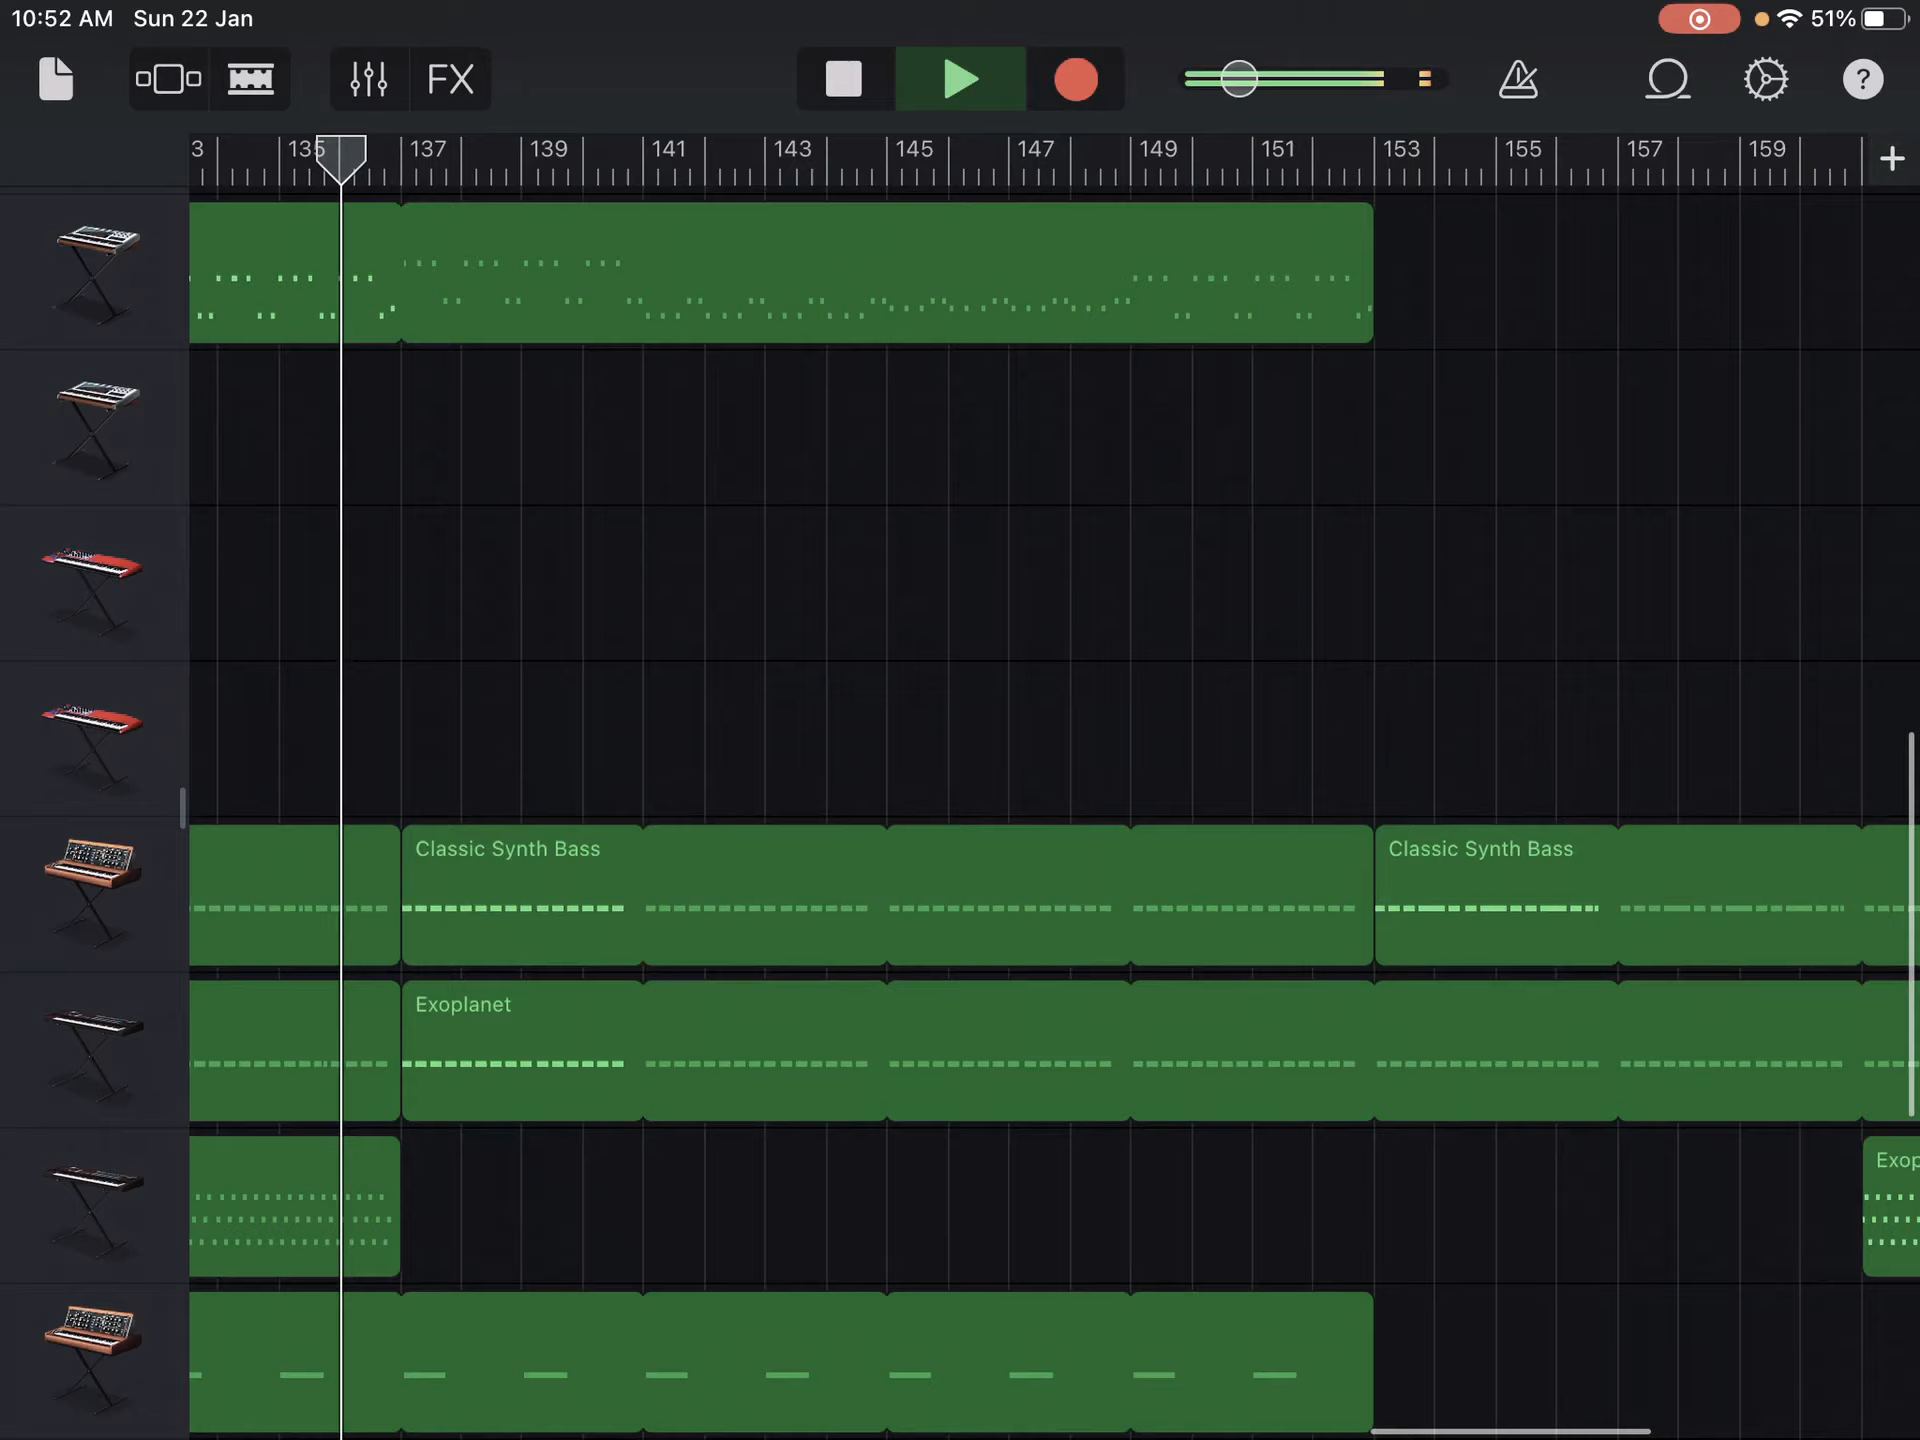 10:52 AM Sun 22 Jan 51%
FX ?
3 135 137 139 141 143 145 147 149 151 153 155 157 159 +
Classic Synth Bass Classic Synth Bass
Exoplanet
Exop